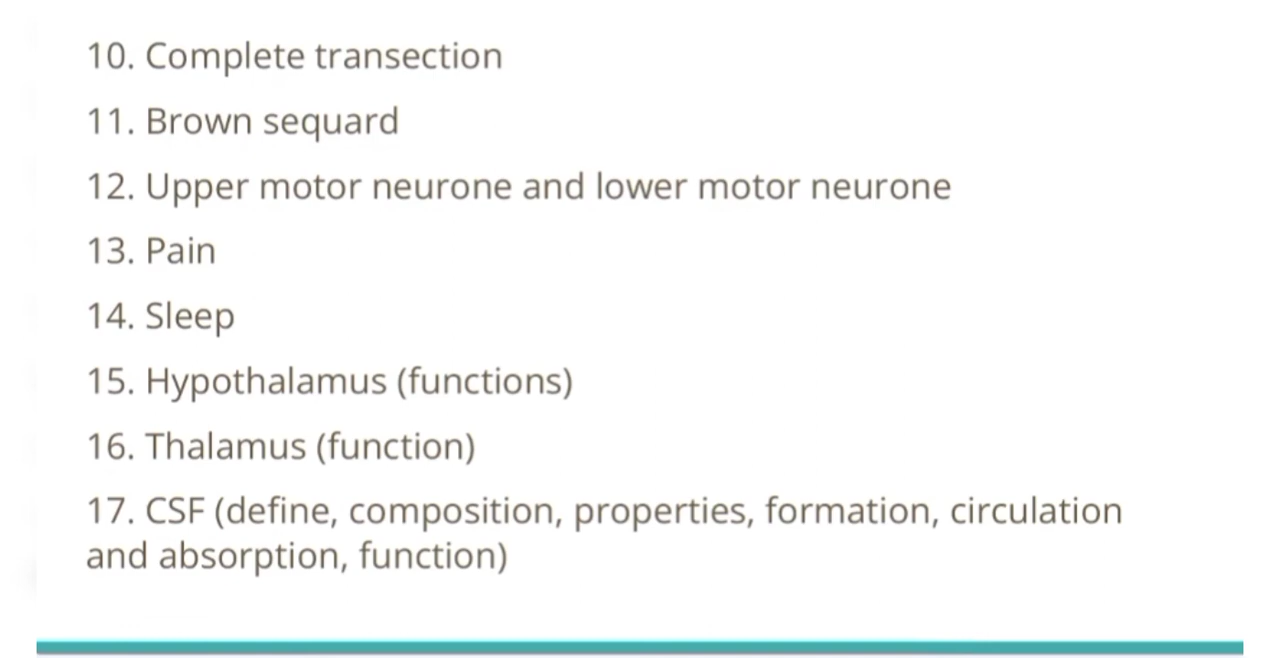 10. Complete transection
11. Brown sequard
12. Upper motor neurone and lower motor neurone
13. Pain
14. Sleep
15. Hypothalamus (functions)
16. Thalamus (function)
17. CSF (define, composition, properties, formation, circulation
and absorption, function)